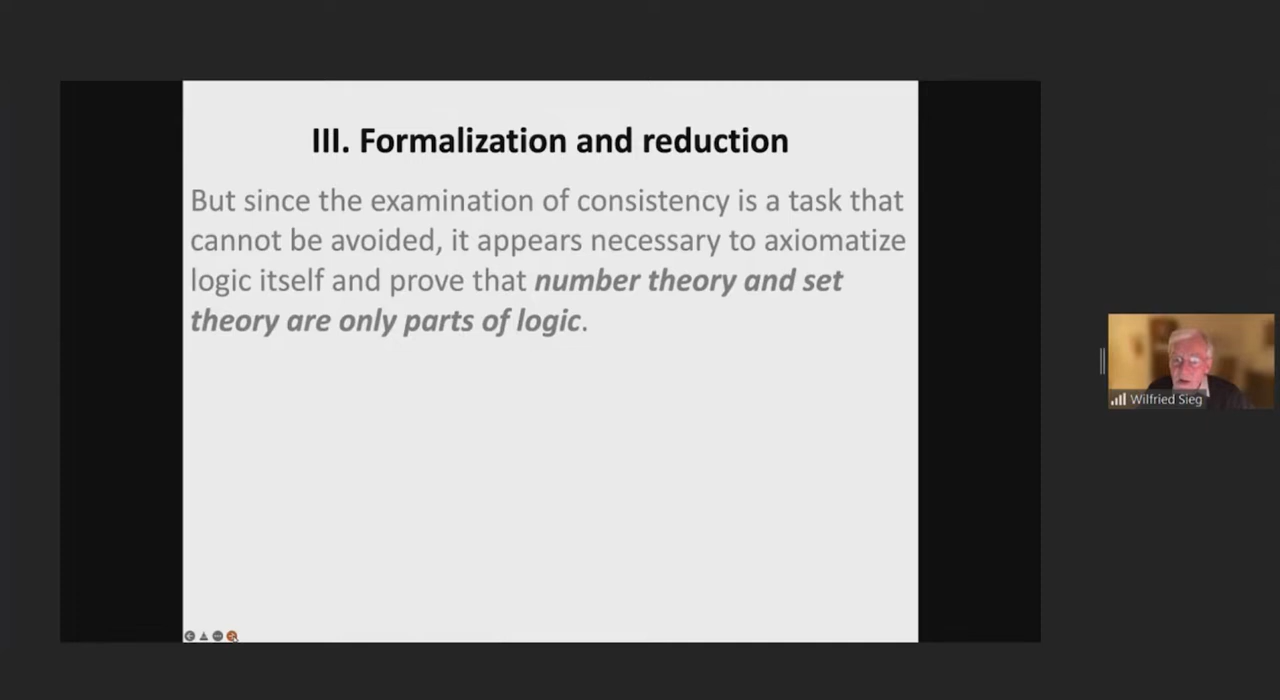 III. Formalization and reduction
But since the examination of consistency is a task that
cannot be avoided, it appears necessary to axiomatize
logic itself and prove that number theory and set
theory are only parts of logic.
Wilfried Sieg